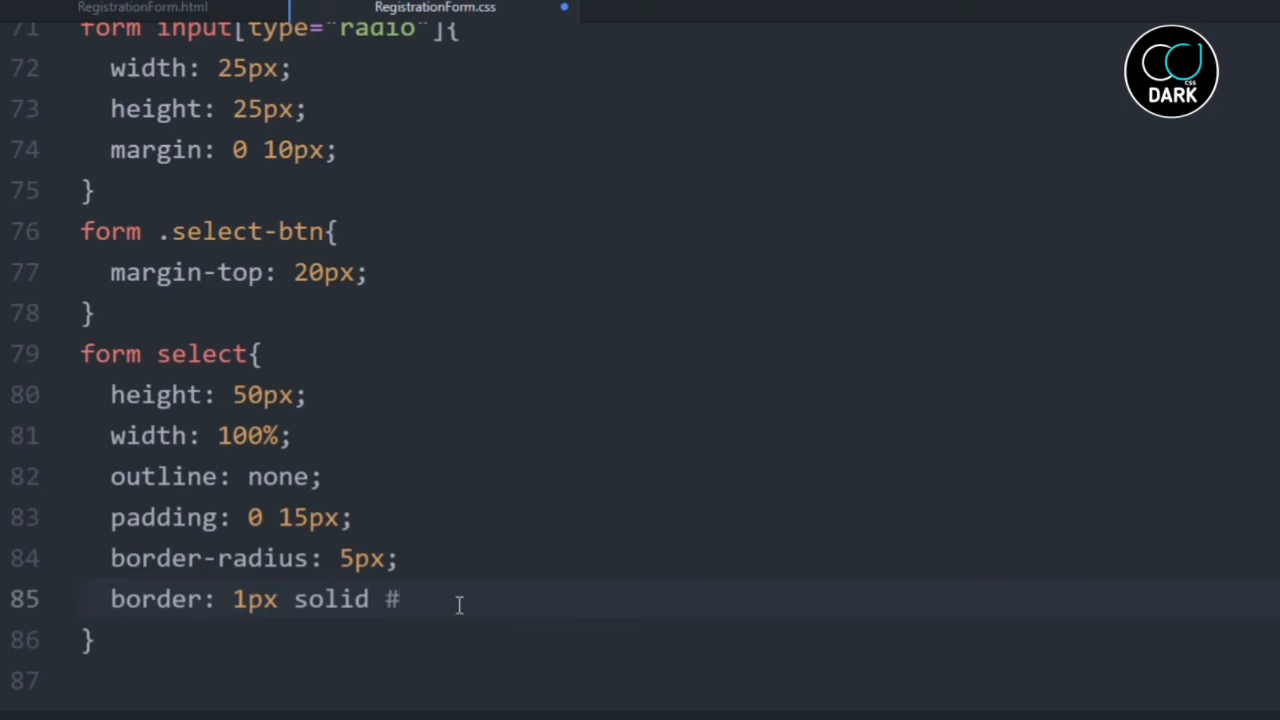 RegistrationForm.html RegistrationForm.css
71 form input[type="radio"]{
72 width: 25px;
73 height: 25px;
74 margin: 0 10px;
75 }
76 form .select-btn{
77 margin-top: 20px;
78 }
79 form select{
80 height: 50px;
81 width: 100%;
82 outline: none;
83 padding: 0 15px;
84 border-radius: 5px;
85 border: 1px solid #
86 }
87
css
DARK